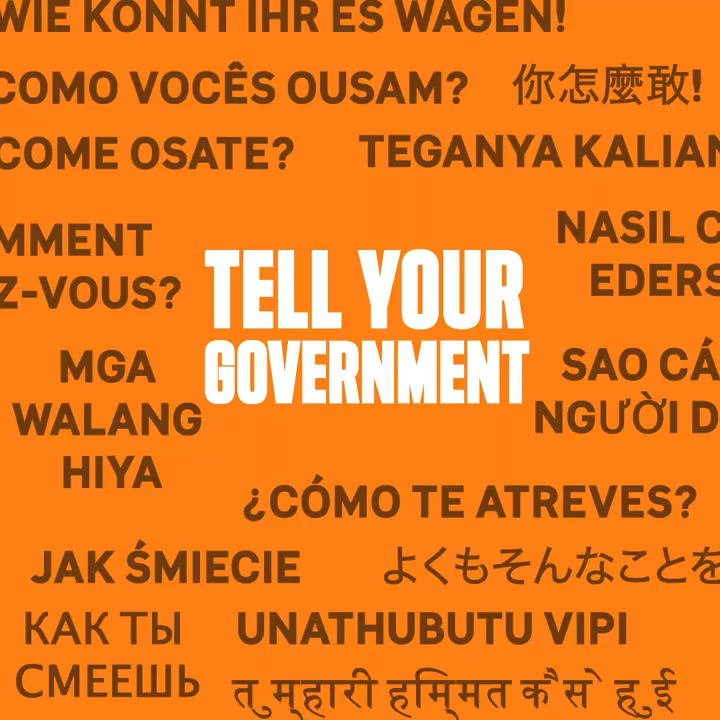 WIE KÖNNT IHR ES WAGEN!
COMO VOCÊS OUSAM?
你怎麼敢!
COME OSATE?
TEGANYA KALIAN
MMENT
Z-VOUS?
NASIL C
EDERS
TELL YOUR
GOVERNMENT
MGA
WALANG
HIYA
SAO CÁ
NGƯỜI D
¿CÓMO TE ATREVES?
JAK ŚMIECIE
よくもそんなことを
КАК ТЫ
СМЕЕШЬ
UNATHUBUTU VIPI
तुम्हारी हिम्मत कैसे हुई